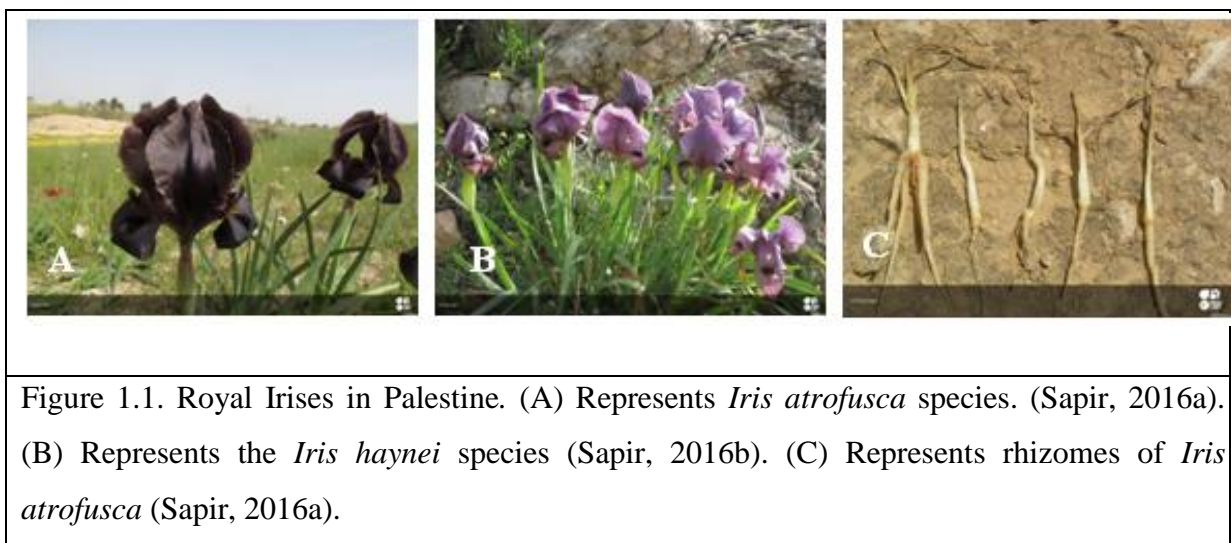 A
B
C
Figure 1.1. Royal Irises in Palestine. (A) Represents Iris atrofusca species. (Sapir, 2016a).
(B) Represents the Iris haynei species (Sapir, 2016b). (C) Represents rhizomes of Iris
atrofusca (Sapir, 2016a).